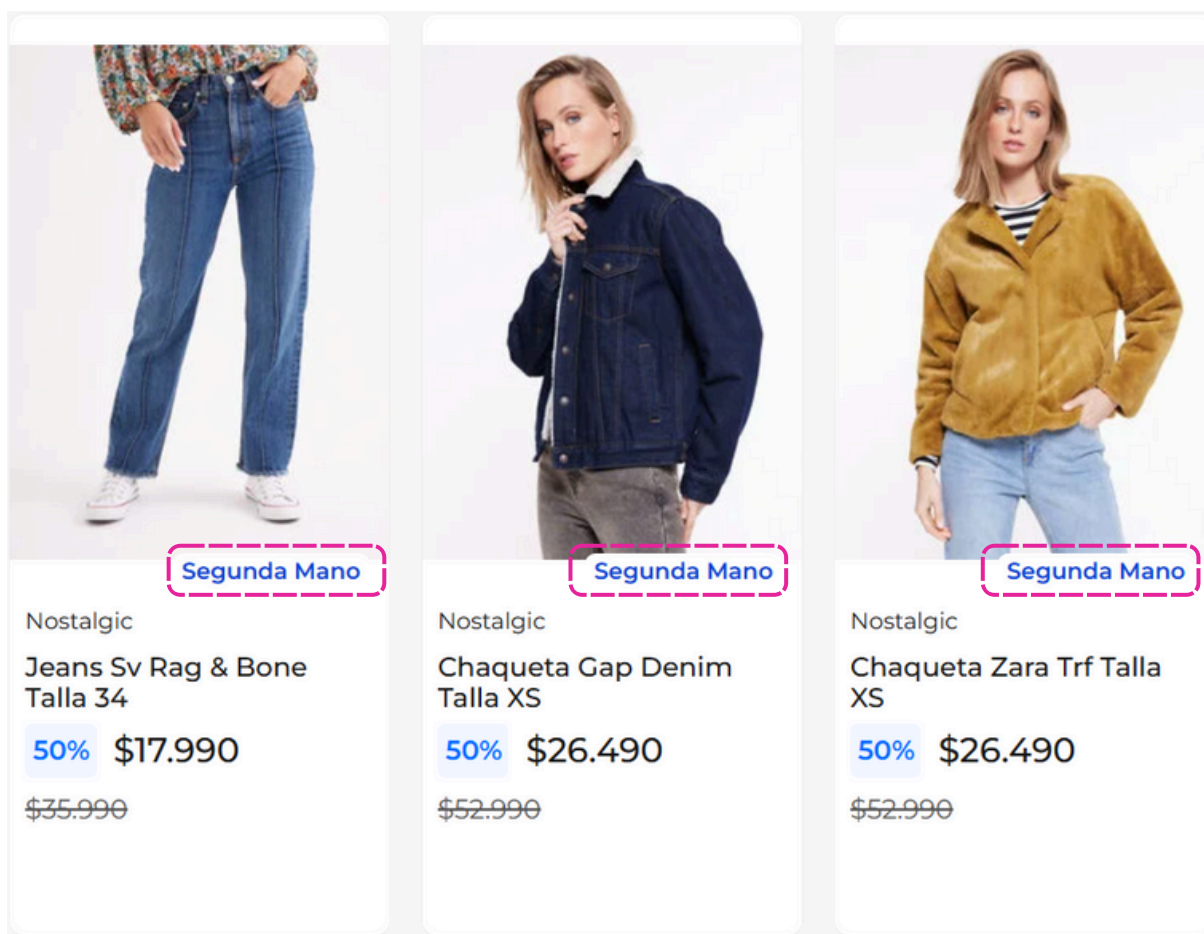 Segunda Mano
Nostalgic
Jeans Sv Rag & Bone
Talla 34
50% $17.990
$35.990
Segunda Mano
Nostalgic
Chaqueta Gap Denim
Talla XS
50% $26.490
$52.990
Segunda Mano
Nostalgic
Chaqueta Zara Trf Talla
XS
50% $26.490
$52.990